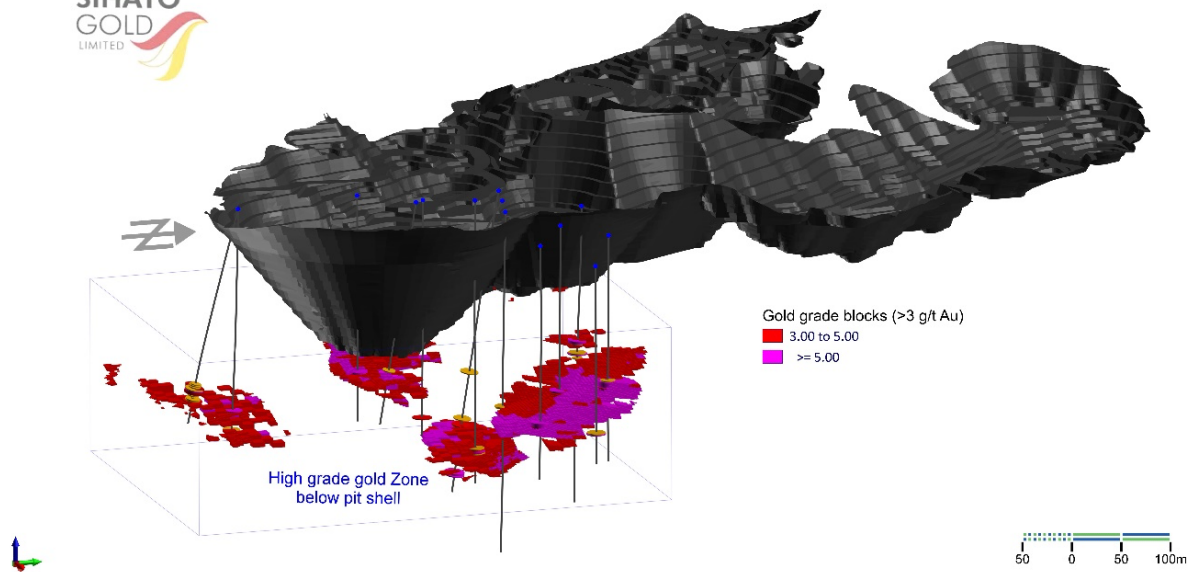 GOLD
LIMITED
Gold grade blocks (>3 g/t Au)
3.00 to 5.00
>= 5.00
High grade gold Zone
below pit shell
50 0 50 100m